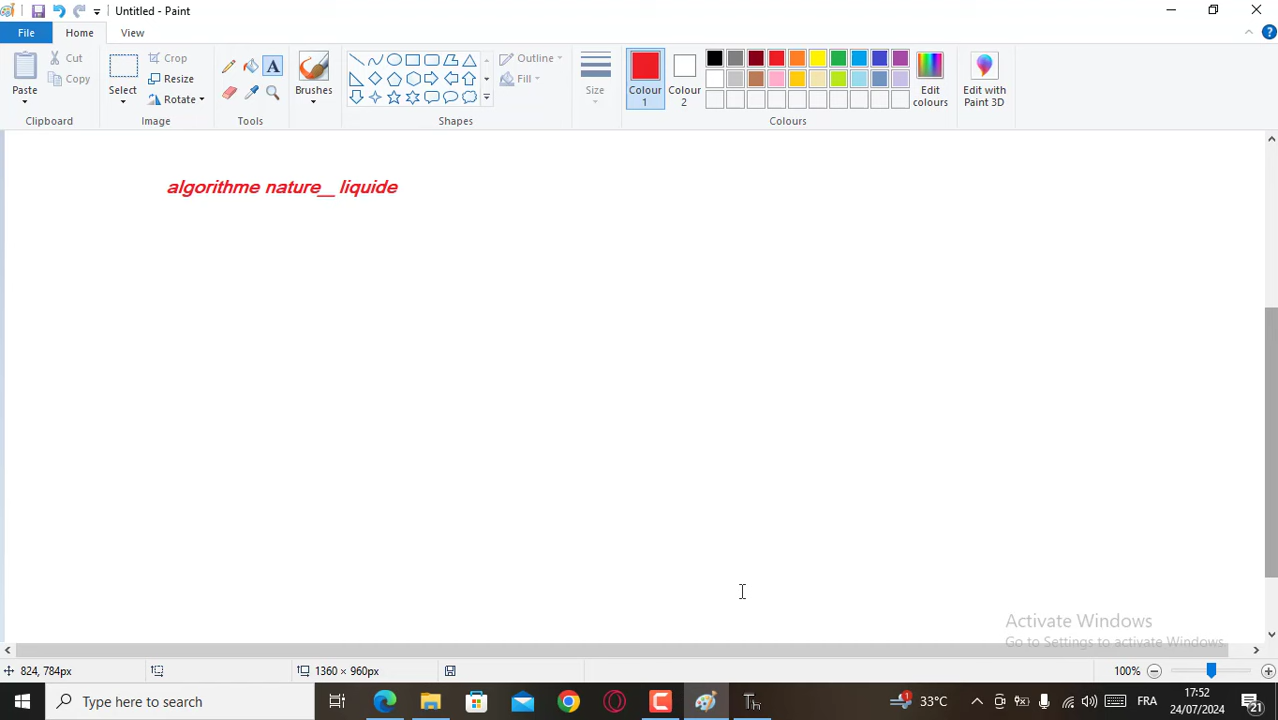 Untitled - Paint
File
Home
View
Paste
Cut
Copy
Clipboard
Select
Crop
Resize
Rotate
Image
A
Tools
Brushes
Shapes
Outline
Fill
Size
Colour 1
Colour 2
Edit colours
Edit with Paint 3D
Colours
algorithme nature__ liquide
Activate Windows
Go to Settings to activate Windows.
824, 784px
1360 × 960px
100%
Type here to search
Th
1
33°C
FRA
17:52
24/07/2024
21